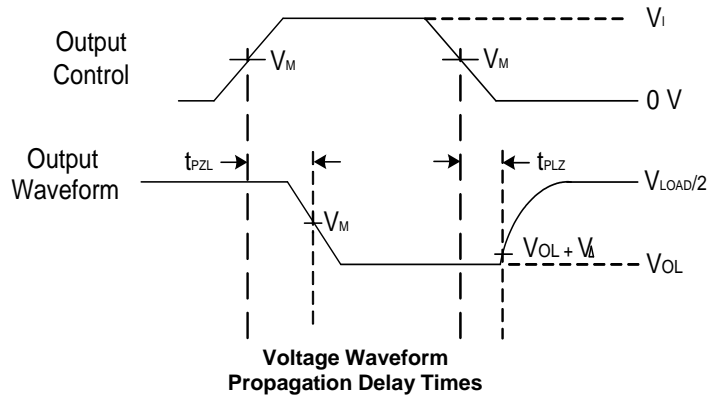 Output
Control
VM
VM
VI
0 V
Output
Waveform
tPZL
tPLZ
VLOAD/2
VM
VOL + VΔ
VOL
Voltage Waveform
Propagation Delay Times